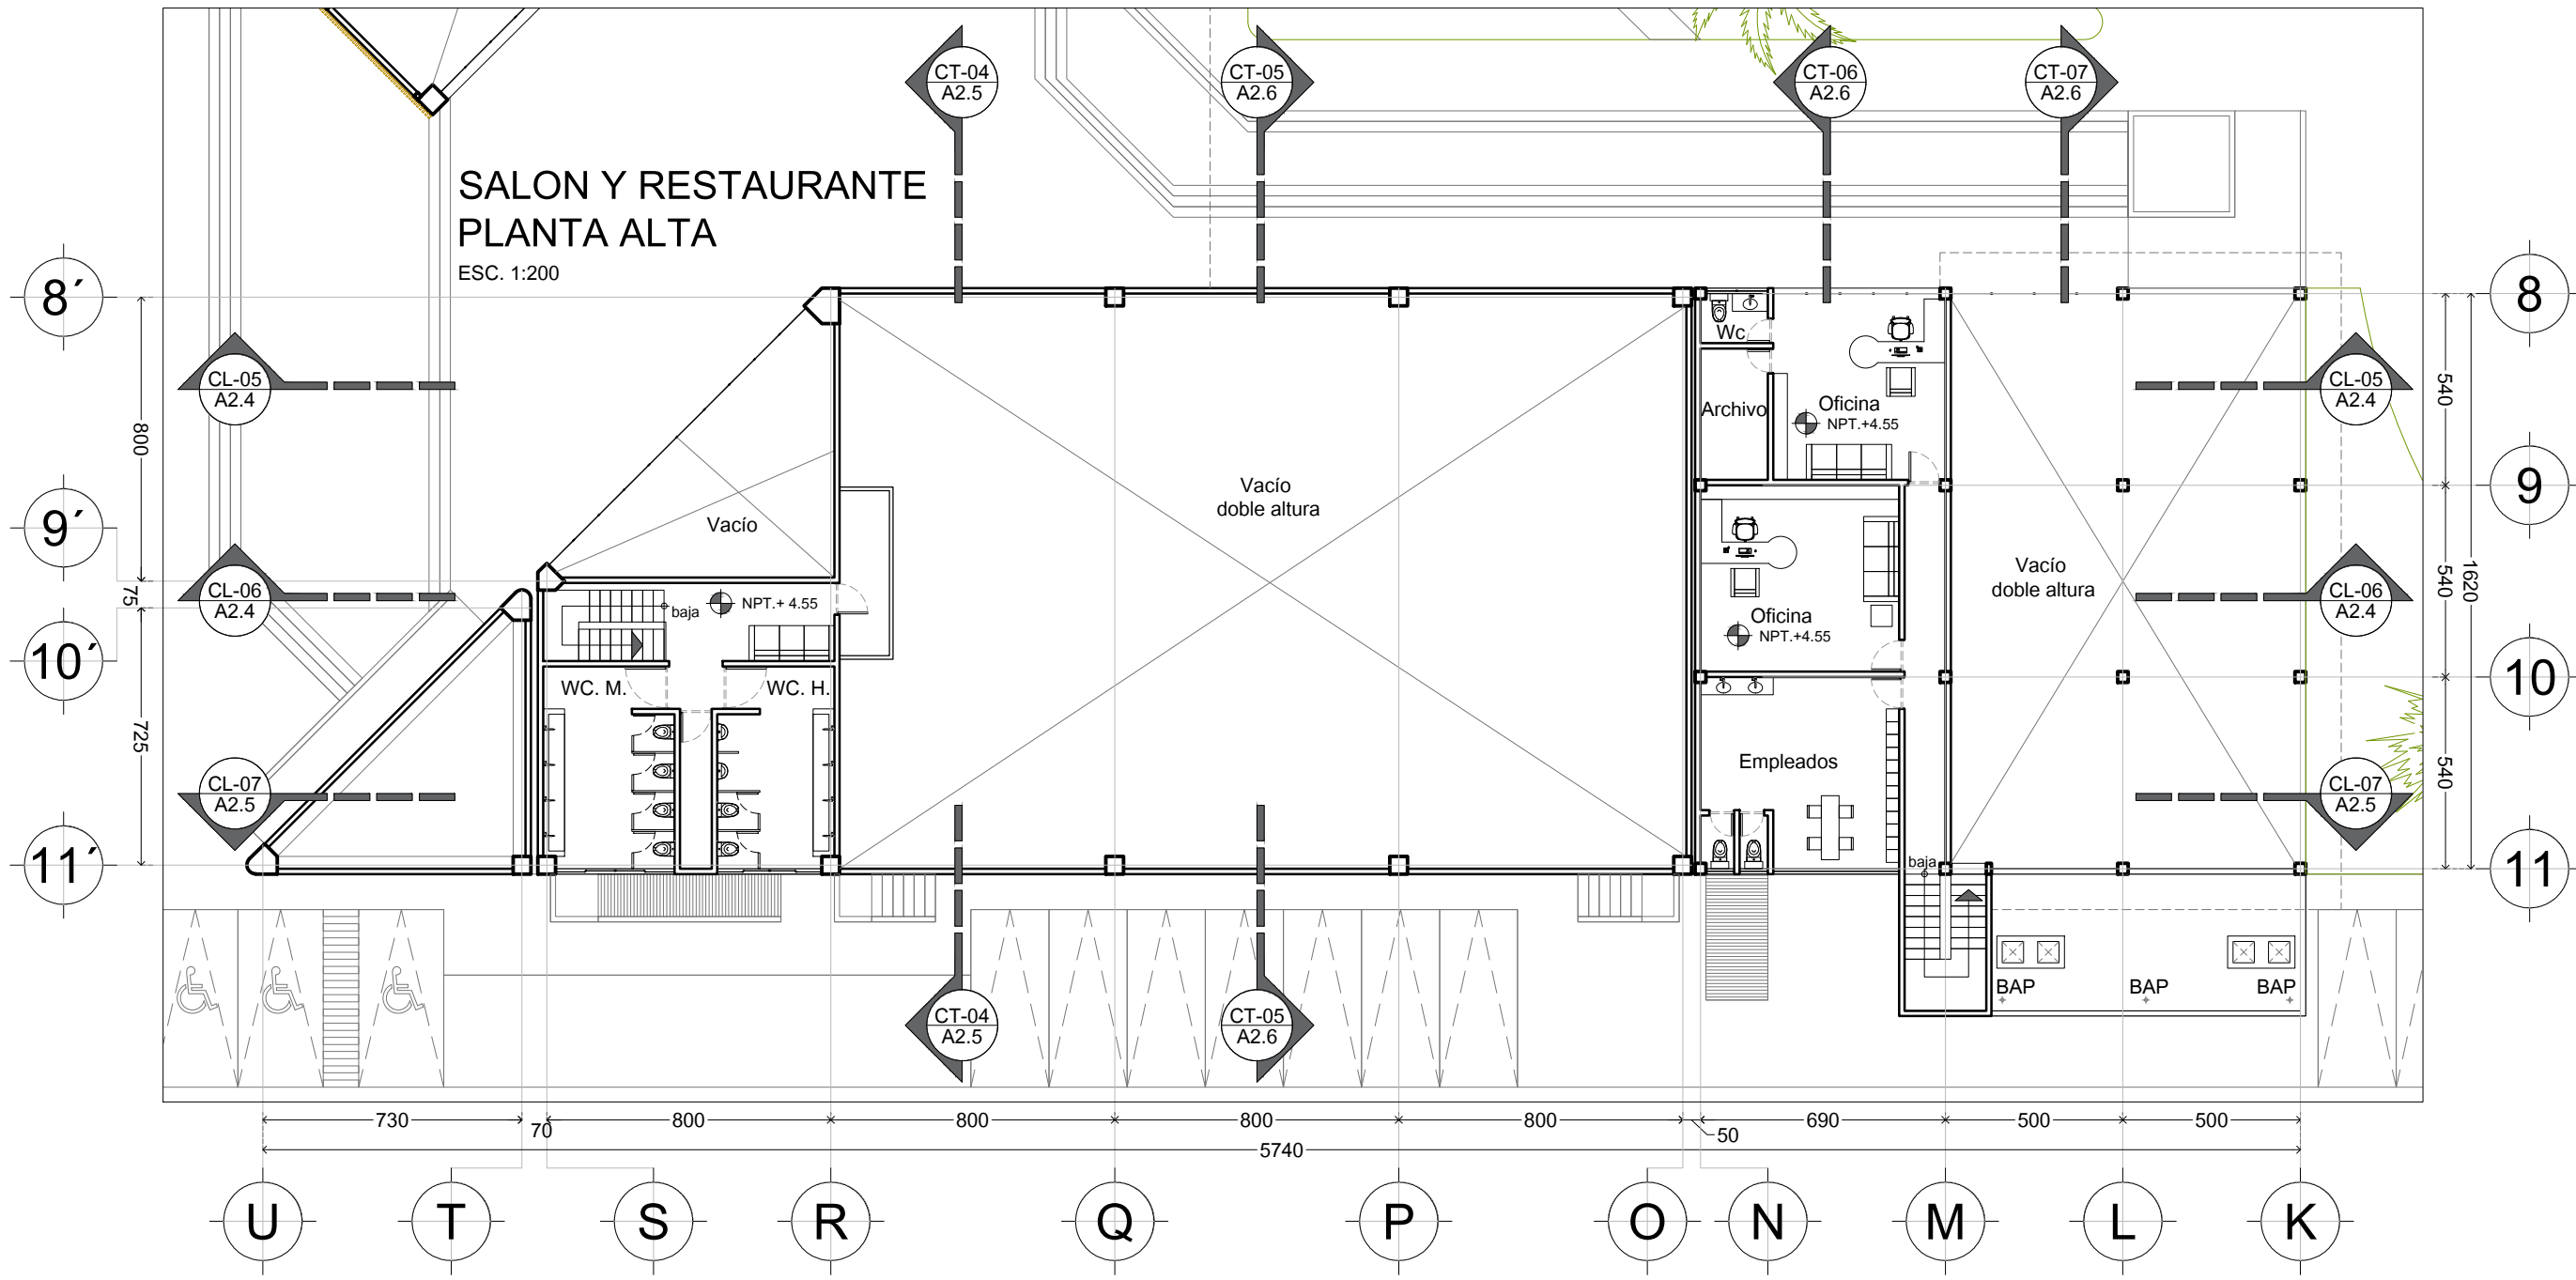 CT-04
A2.5
CT-05
A2.6
CT-06
A2.6
CT-07
A2.6
SALON Y RESTAURANTE
PLANTA ALTA
ESC. 1:200
8´
8
Wc
CL-05
A2.4
CL-05
A2.4
800
540
Archivo
Oficina
NPT.+4.55
Vacío
doble altura
9´
9
Vacío
Vacío
doble altura
540
1620
CL-06
A2.4
CL-06
A2.4
75
baja
NPT.+ 4.55
Oficina
NPT.+4.55
10´
10
WC. M.
WC. H.
725
540
Empleados
CL-07
A2.5
CL-07
A2.5
11´
11
baja
BAP
BAP
BAP
CT-04
A2.5
CT-05
A2.6
730
70
800
800
800
800
50
690
500
500
5740
U
T
S
R
Q
P
O
N
M
L
K